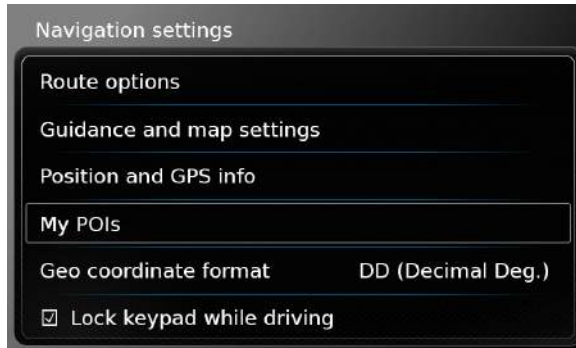 Navigation settings
Route options
Guidance and map settings
Position and GPS info
My POIs
Geo coordinate format DD (Decimal Deg.)
Lock keypad while driving